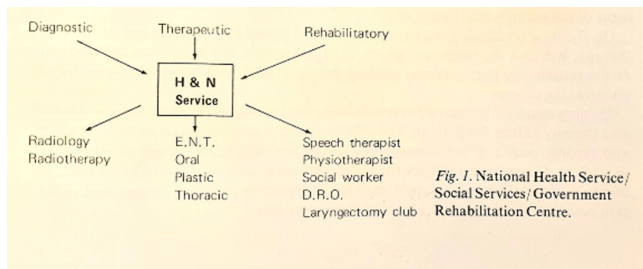 Diagnostic
Therapeutic
Rehabilitatory
H & N
Service
Radiology
Radiotherapy
E.N.T.
Oral
Plastic
Thoracic
Speech therapist
Physiotherapist
Social worker
D.R.O.
Laryngectomy club
Fig. 1. National Health Service/
Social Services/Government
Rehabilitation Centre.